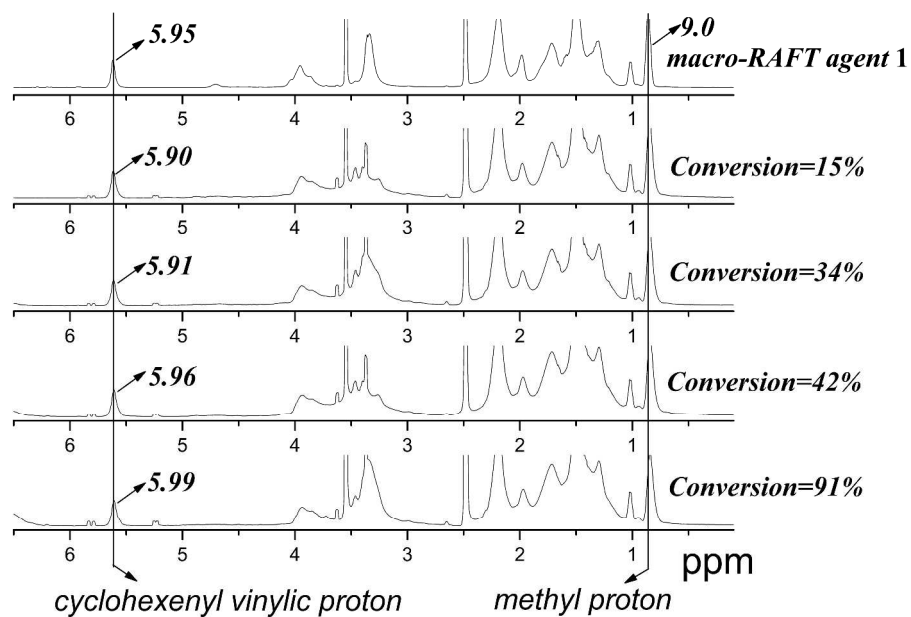 5.95
9.0
macro-RAFT agent 1
6 5 4 3 2 1
5.90
Conversion=15%
6 5 4 3 2 1
5.91
Conversion=34%
6 5 4 3 2 1
5.96
Conversion=42%
6 5 4 3 2 1
5.99
Conversion=91%
6 5 4 3 2 1
ppm
cyclohexenyl vinylic proton
methyl proton